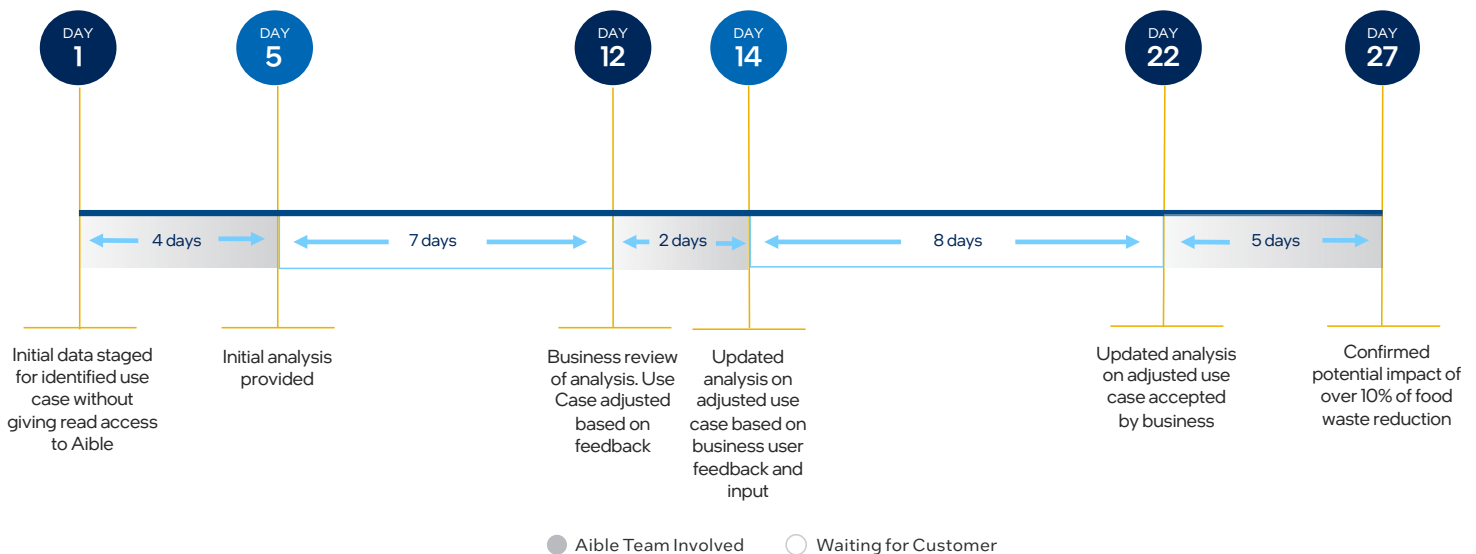 DAY
1
DAY
5
DAY
12
DAY
14
DAY
22
DAY
27
4 days
7 days
2 days
8 days
5 days
Initial data staged
for identified use
case without
giving read access
to Aible
Initial analysis
provided
Business review
of analysis. Use
Case adjusted
based on
feedback
Updated
analysis on
adjusted use
case based on
business user
feedback and
input
Updated analysis
on adjusted use
case accepted
by business
Confirmed
potential impact of
over 10% of food
waste reduction
Aible Team Involved
Waiting for Customer